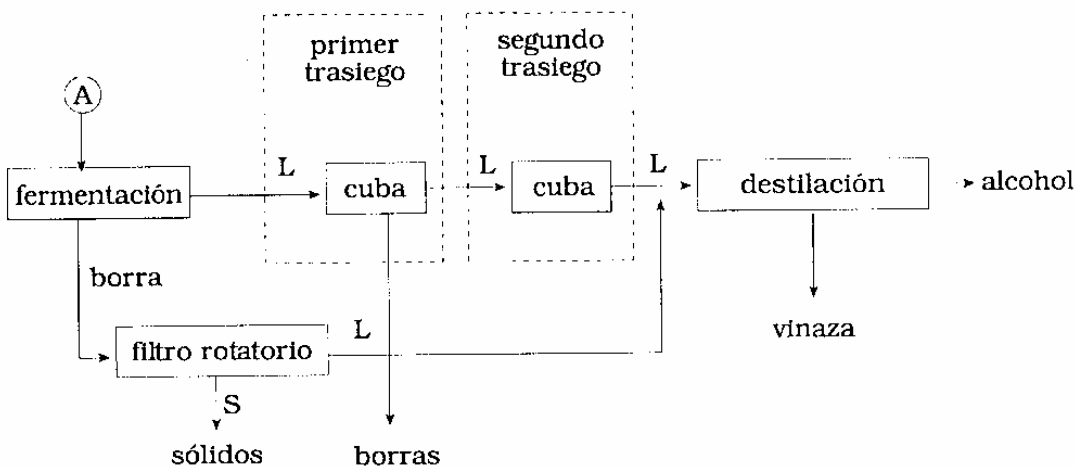 primer
trasiego
segundo
trasiego
A
L
L
L
fermentación
cuba
cuba
destilación
alcohol
borra
L
vinaza
filtro rotatorio
S
sólidos
borras